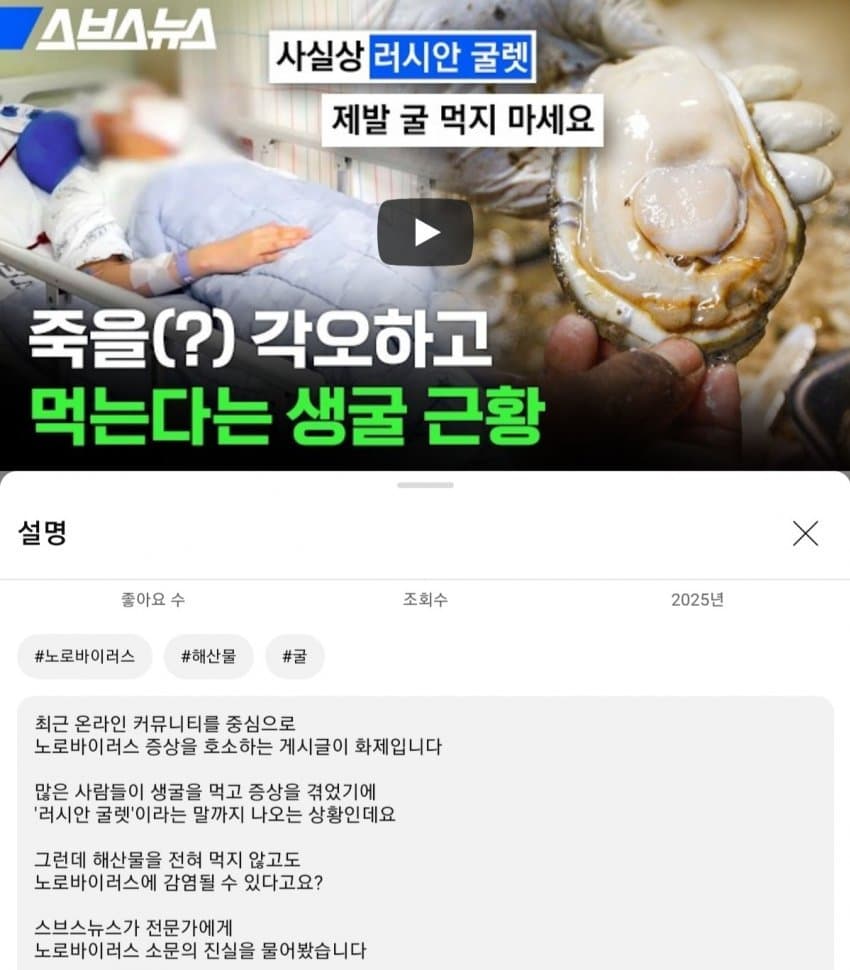 스브스뉴스
사실상 러시안 굴렛
제발 굴 먹지 마세요
죽을(?) 각오하고
먹는다는 생굴 근황
설명
좋아요 수
조회수
2025년
#노로바이러스
#해산물
#굴
최근 온라인 커뮤니티를 중심으로
노로바이러스 증상을 호소하는 게시글이 화제입니다
많은 사람들이 생굴을 먹고 증상을 겪었기에
'러시안 굴렛'이라는 말까지 나오는 상황인데요
그런데 해산물을 전혀 먹지 않고도
노로바이러스에 감염될 수 있다고요?
스브스뉴스가 전문가에게
노로바이러스 소문의 진실을 물어봤습니다